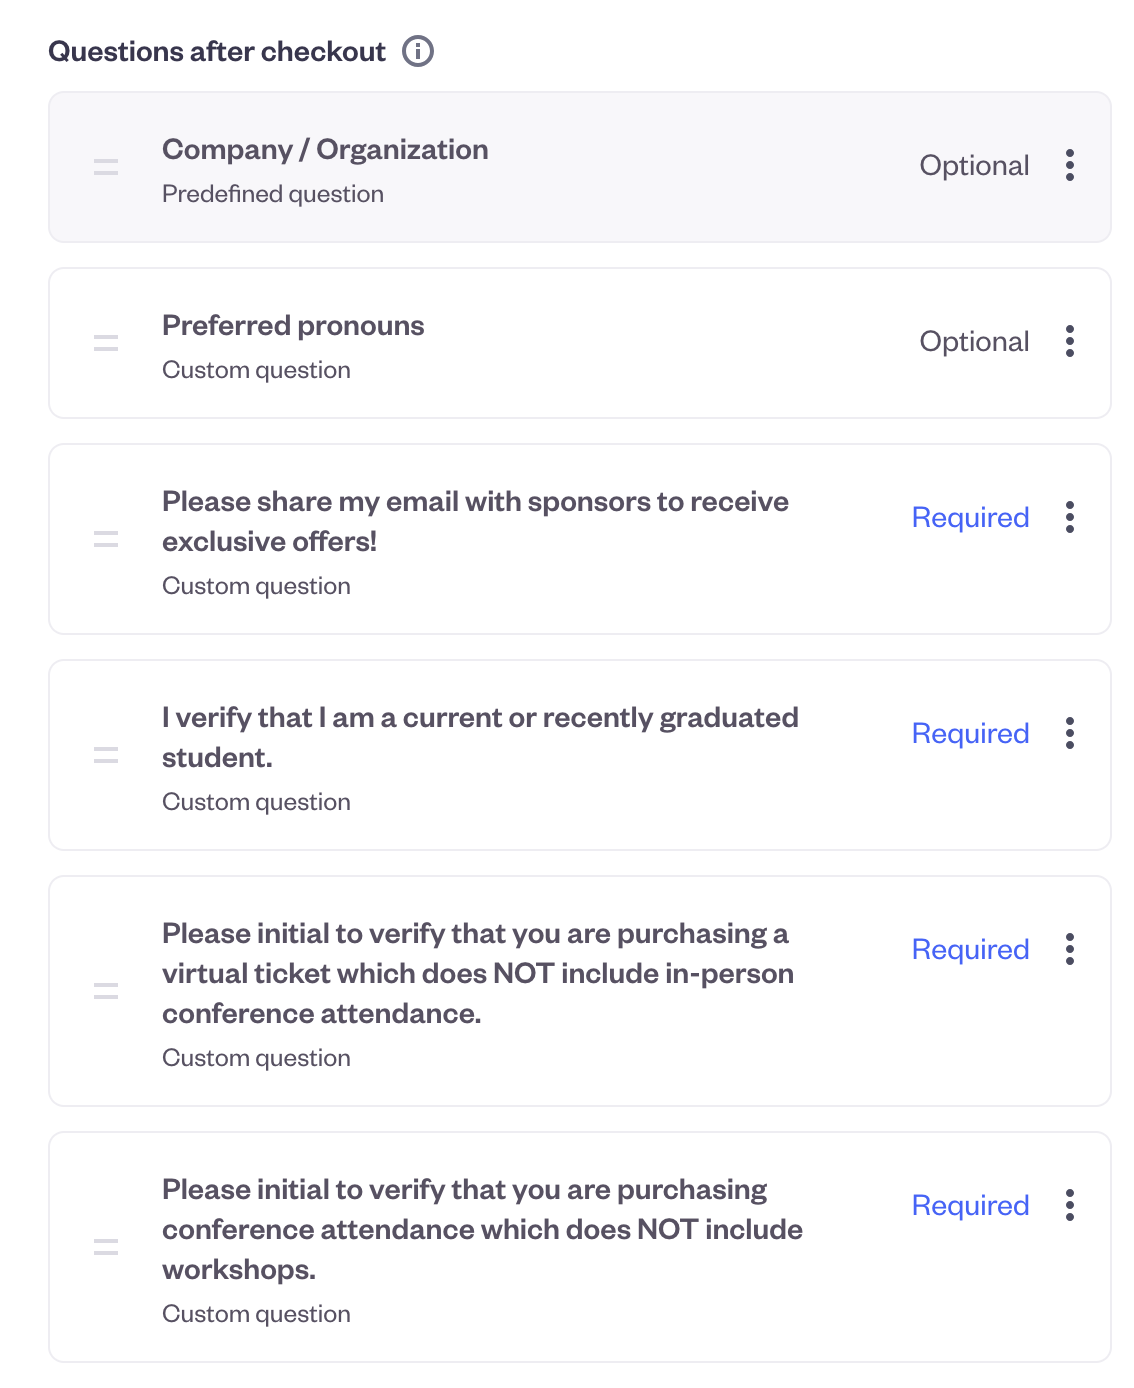 Questions after checkout
Company / Organization
Predefined question
Optional
Preferred pronouns
Custom question
Optional
Please share my email with sponsors to receive
exclusive offers!
Custom question
Required
I verify that I am a current or recently graduated
student.
Custom question
Required
Please initial to verify that you are purchasing a
virtual ticket which does NOT include in-person
conference attendance.
Custom question
Required
Please initial to verify that you are purchasing
conference attendance which does NOT include
workshops.
Custom question
Required